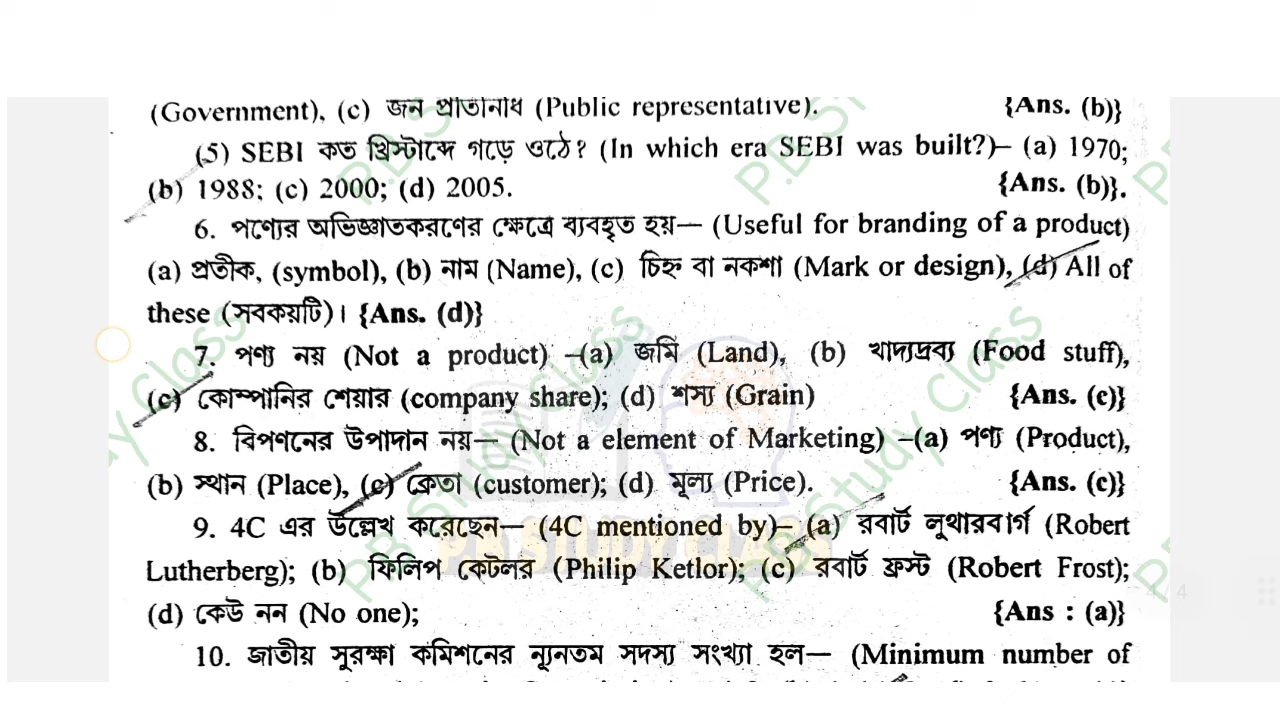 (Government), (c) জন প্রতিনিধি (Public representative). {Ans. (b)}
(5) SEBI কত খ্রিস্টাব্দে গড়ে ওঠে? (In which era SEBI was built?)– (a) 1970;
(b) 1988; (c) 2000; (d) 2005. {Ans. (b)}.
6. পণ্যের অভিজ্ঞাতকরণের ক্ষেত্রে ব্যবহৃত হয়— (Useful for branding of a product)
(a) প্রতীক, (symbol), (b) নাম (Name), (c) চিহ্ন বা নকশা (Mark or design), (d) All of
these (সবকয়টি)। {Ans. (d)}
7. পণ্য নয় (Not a product) –(a) জমি (Land), (b) খাদ্যদ্রব্য (Food stuff),
(c) কোম্পানির শেয়ার (company share); (d) শস্য (Grain) {Ans. (c)}
8. বিপণনের উপাদান নয়— (Not a element of Marketing) –(a) পণ্য (Product),
(b) স্থান (Place), (c) ক্রেতা (customer); (d) মূল্য (Price). {Ans. (c)}
9. 4C এর উল্লেখ করেছেন— (4C mentioned by)– (a) রবার্ট লুথারবার্গ (Robert
Lutherberg); (b) ফিলিপ কেটলর (Philip Ketlor); (c) রবার্ট ফ্রস্ট (Robert Frost);
(d) কেউ নন (No one); {Ans : (a)}
10. জাতীয় সুরক্ষা কমিশনের ন্যূনতম সদস্য সংখ্যা হল— (Minimum number of
PB STUDY CLASS
4 / 4